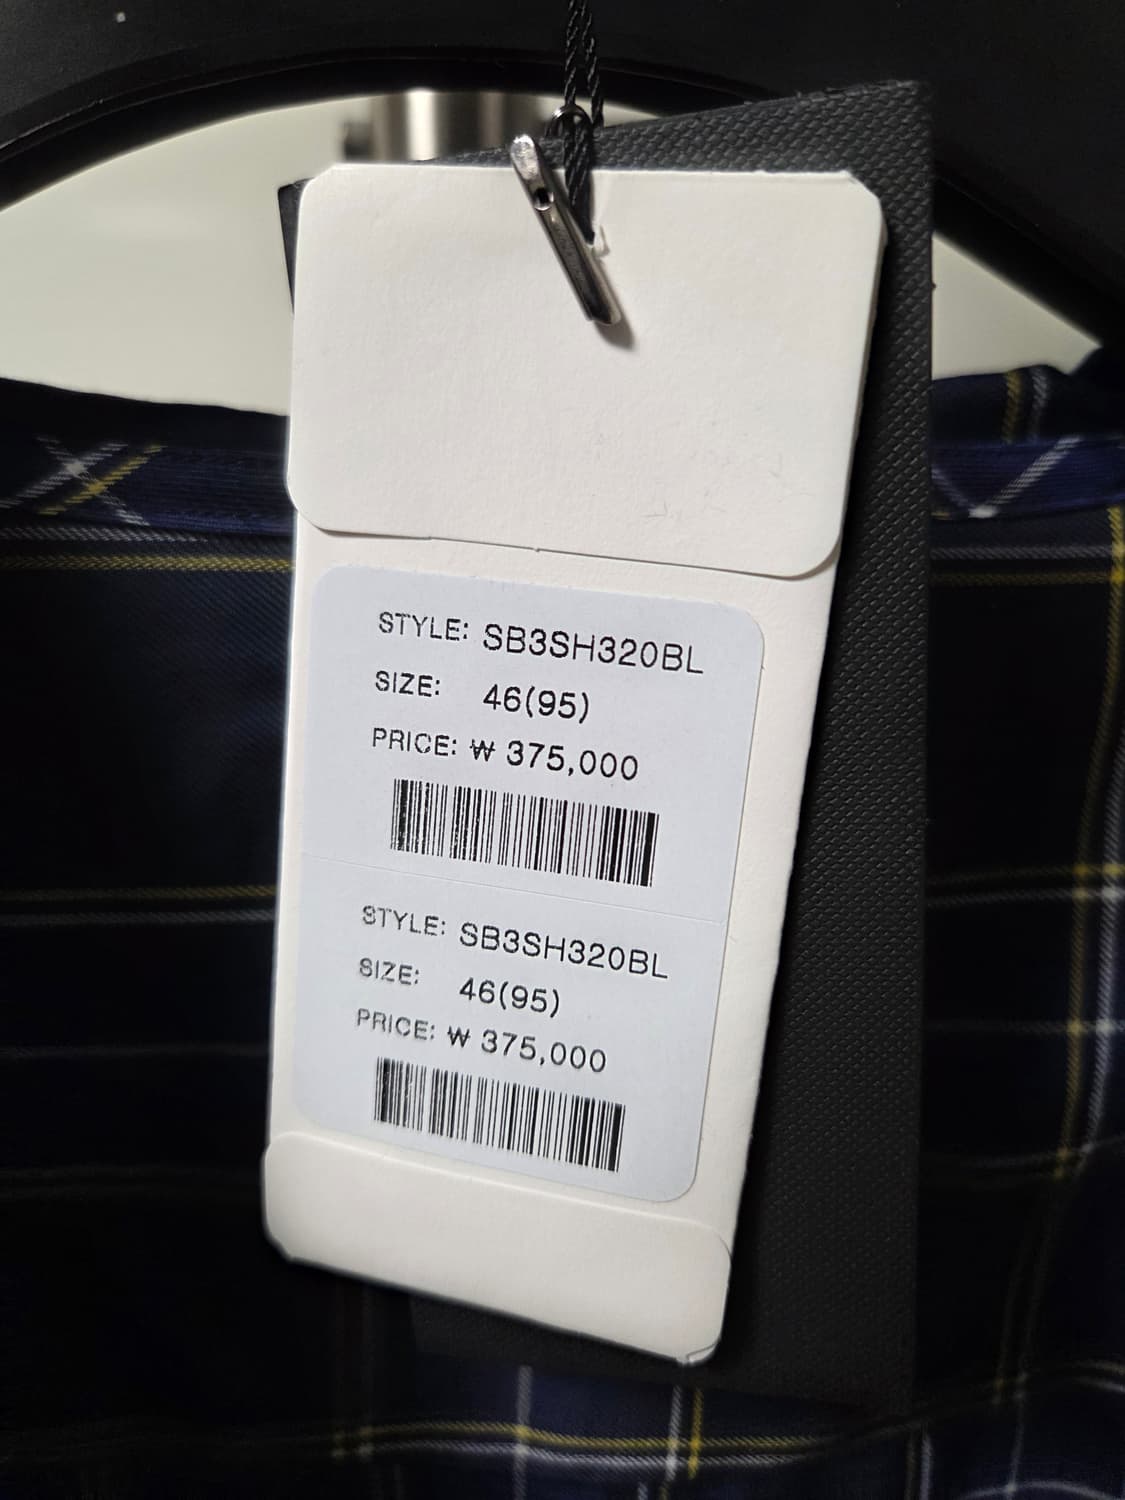 STYLE: SB3SH320BL
SIZE: 46(95)
PRICE: ₩ 375,000
STYLE: SB3SH320BL
SIZE: 46(95)
PRICE: ₩ 375,000